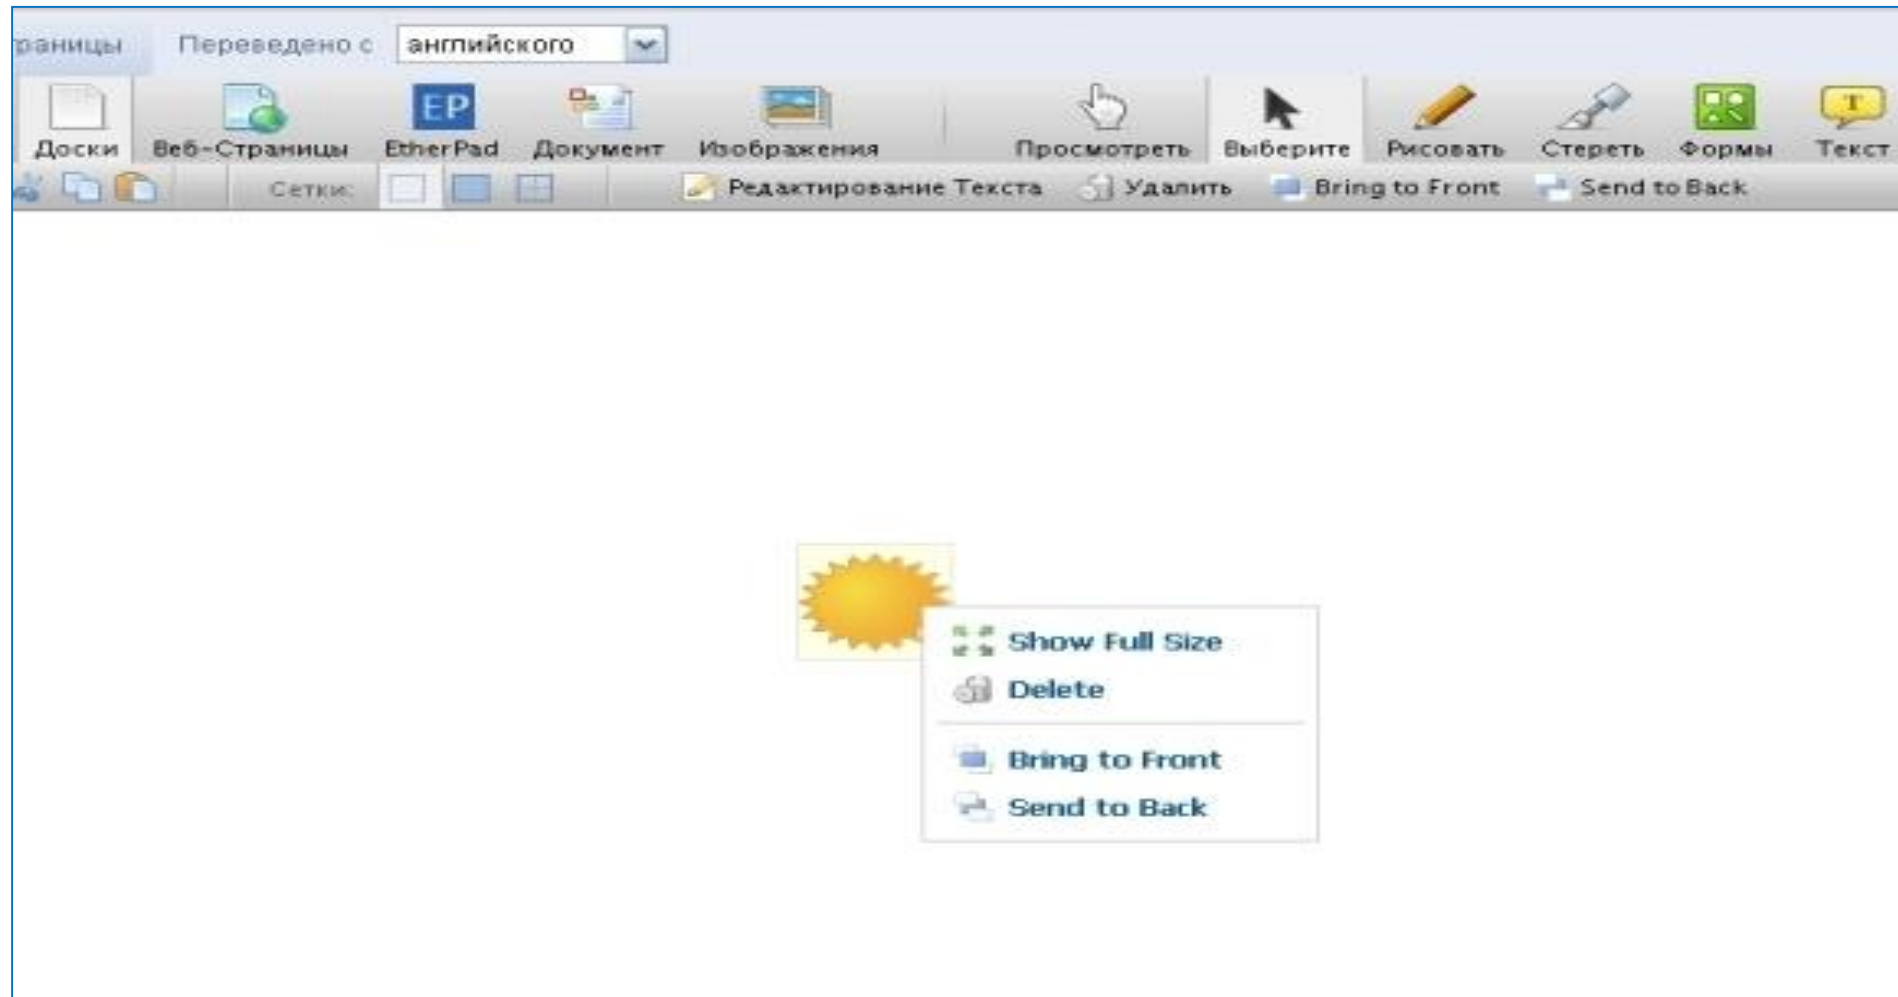 раницы Переведено с английского
Доски Веб-Страницы EtherPad Документ Изображения Просмотреть Выберите Рисовать Стереть Формы Текст
Сетки: Редактирование Текста Удалить Bring to Front Send to Back
Show Full Size
Delete
Bring to Front
Send to Back